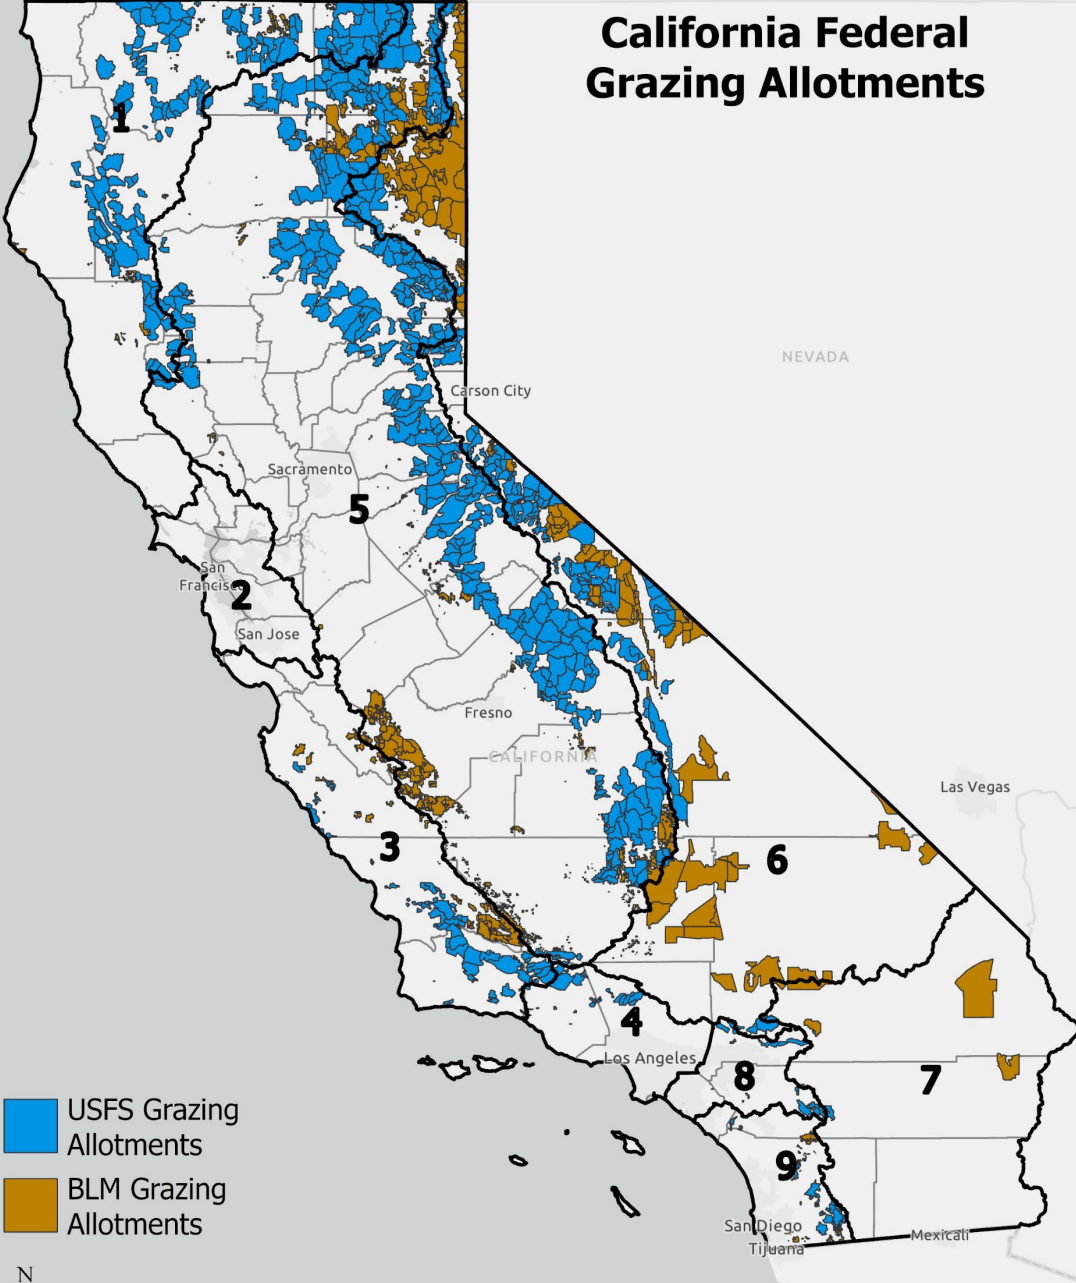 California Federal
Grazing Allotments
1
NEVADA
Carson City
Sacramento
5
San
Francisc
2
San Jose
Fresno
CALIFORNIA
Las Vegas
3
6
4
Los Angeles
8
7
USFS Grazing
Allotments
BLM Grazing
Allotments
9
San Diego
Tijuana
Mexicali
N